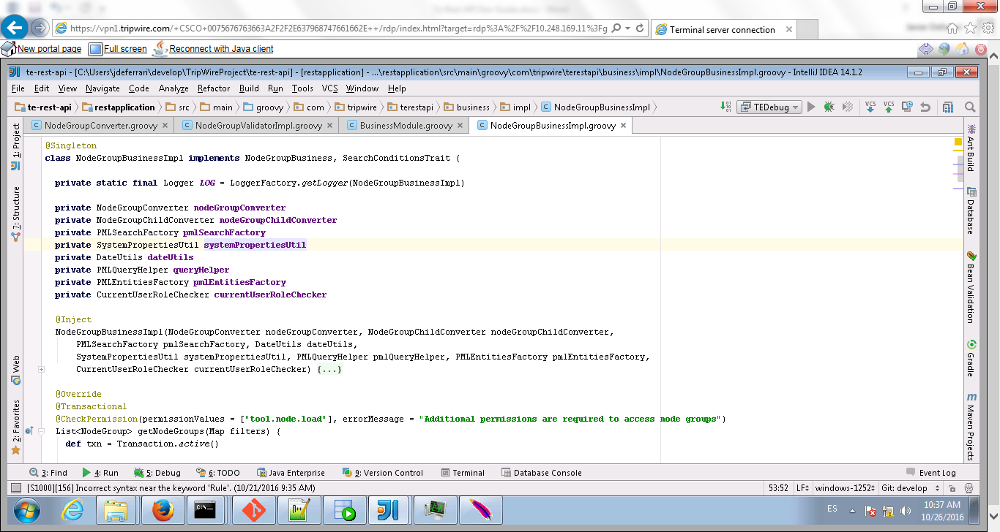 https://vpn1.tripwire.com/+CSCO+0075676763663A2F2F2E63796874766166​2E++/rdp/index.html?target=rdp%3A%2F%2F10.248.169.11%3Fg
Terminal server connection
New portal page Full screen Reconnect with Java client
te-rest-api - [C:\Users\jdeferrari\develop\TripWireProject\te-rest-api] - [restapplication] - ...\restapplication\src\main\groovy\com\tripwire\terestapi\business\impl\NodeGroupBusinessImpl.groovy - IntelliJ IDEA 14.1.2
File Edit View Navigate Code Analyze Refactor Build Run Tools VCS Window Help
te-rest-api restapplication src main groovy com tripwire terestapi business impl NodeGroupBusinessImpl TEDebug VCS VCS
NodeGroupConverter.groovy NodeGroupValidatorImpl.groovy BusinessModule.groovy NodeGroupBusinessImpl.groovy
1: Project
7: Structure
Web
2: Favorites
@Singleton
class NodeGroupBusinessImpl implements NodeGroupBusiness, SearchConditionsTrait {
private static final Logger LOG = LoggerFactory.getLogger(NodeGroupBusinessImpl)
private NodeGroupConverter nodeGroupConverter
private NodeGroupChildConverter nodeGroupChildConverter
private PMLSearchFactory pmlSearchFactory
private SystemPropertiesUtil systemPropertiesUtil
private DateUtils dateUtils
private PMLQueryHelper queryHelper
private PMLEntitiesFactory pmlEntitiesFactory
private CurrentUserRoleChecker currentUserRoleChecker
@Inject
NodeGroupBusinessImpl(NodeGroupConverter nodeGroupConverter, NodeGroupChildConverter nodeGroupChildConverter,
PMLSearchFactory pmlSearchFactory, DateUtils dateUtils,
SystemPropertiesUtil systemPropertiesUtil, PMLQueryHelper pmlQueryHelper, PMLEntitiesFactory pmlEntitiesFactory,
CurrentUserRoleChecker currentUserRoleChecker) {...}
@Override
@Transactional
@CheckPermission(permissionValues = ["tool.node.load"], errorMessage = "Additional permissions are required to access node groups")
List<NodeGroup> getNodeGroups(Map filters) {
def txn = Transaction.active()
Ant Build
Database
Bean Validation
Gradle
Maven Projects
3: Find 4: Run 5: Debug 6: TODO Java Enterprise 9: Version Control Terminal Database Console Event Log
[S1000][156] Incorrect syntax near the keyword 'Rule'. (10/21/2016 9:35 AM) 53:52 LF windows-1252 Git: develop
ES 10:37 AM
10/26/2016